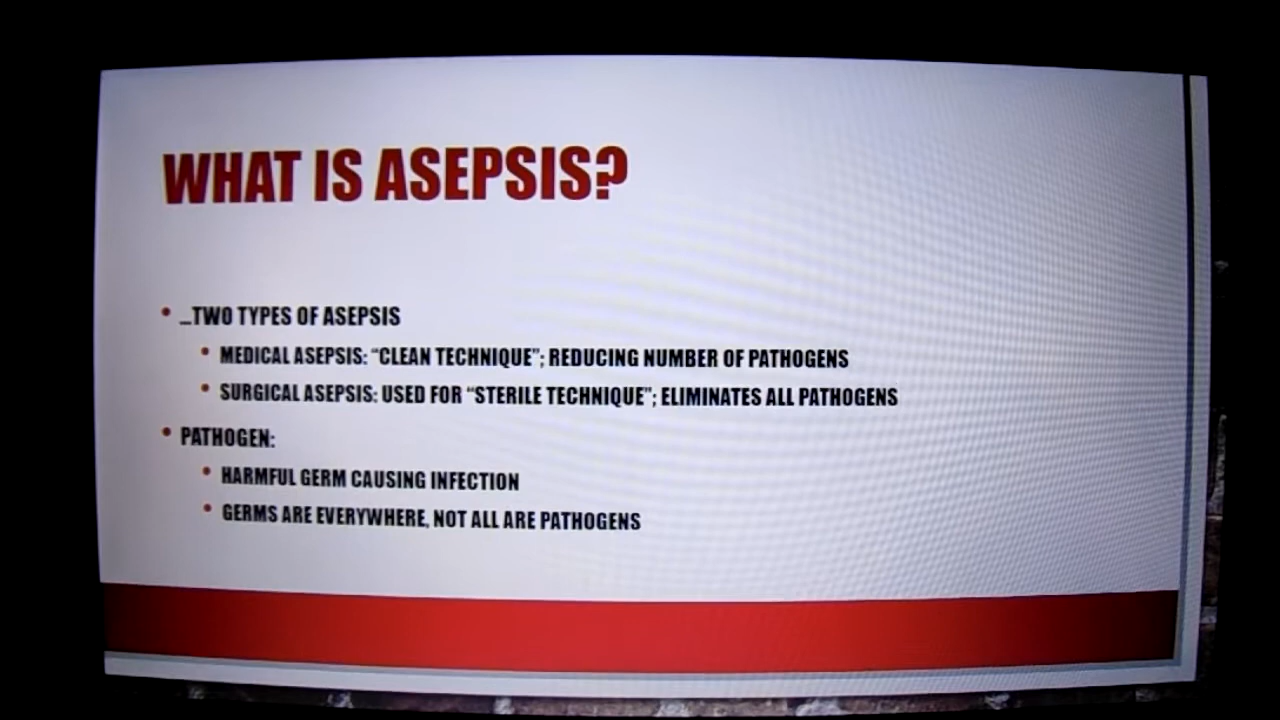 WHAT IS ASEPSIS?
…TWO TYPES OF ASEPSIS
MEDICAL ASEPSIS: “CLEAN TECHNIQUE”; REDUCING NUMBER OF PATHOGENS
SURGICAL ASEPSIS: USED FOR “STERILE TECHNIQUE”; ELIMINATES ALL PATHOGENS
PATHOGEN:
HARMFUL GERM CAUSING INFECTION
GERMS ARE EVERYWHERE, NOT ALL ARE PATHOGENS